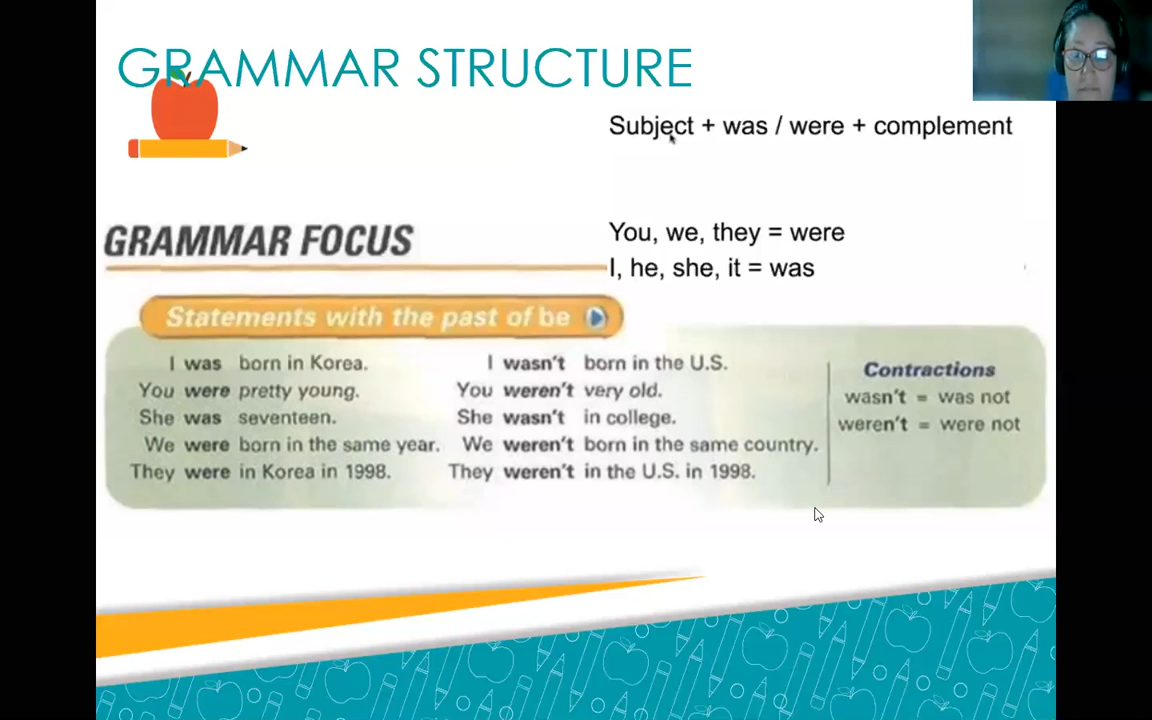 GRAMMAR STRUCTURE
Subject + was / were + complement
GRAMMAR FOCUS
You, we, they = were
I, he, she, it = was
Statements with the past of be
I was born in Korea.
You were pretty young.
She was seventeen.
We were born in the same year.
They were in Korea in 1998.
I wasn't born in the U.S.
You weren't very old.
She wasn't in college.
We weren't born in the same country.
They weren't in the U.S. in 1998.
Contractions
wasn't = was not
weren't = were not